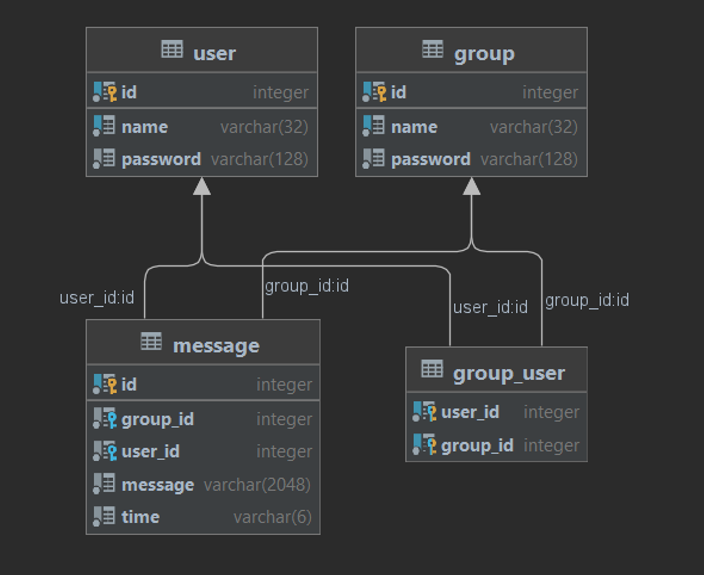 user
id integer
name varchar(32)
password varchar(128)
group
id integer
name varchar(32)
password varchar(128)
user_id:id
group_id:id
user_id:id
group_id:id
message
id integer
group_id integer
user_id integer
message varchar(2048)
time varchar(6)
group_user
user_id integer
group_id integer